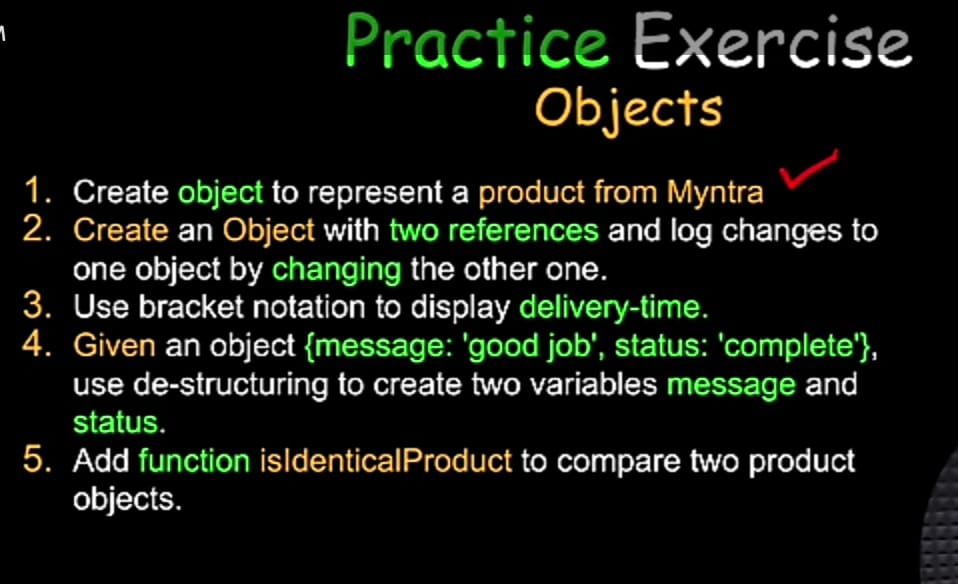 Practice Exercise
Objects
1. Create object to represent a product from Myntra
2. Create an Object with two references and log changes to
one object by changing the other one.
3. Use bracket notation to display delivery-time.
4. Given an object {message: 'good job', status: 'complete'},
use de-structuring to create two variables message and
status.
5. Add function isIdenticalProduct to compare two product
objects.